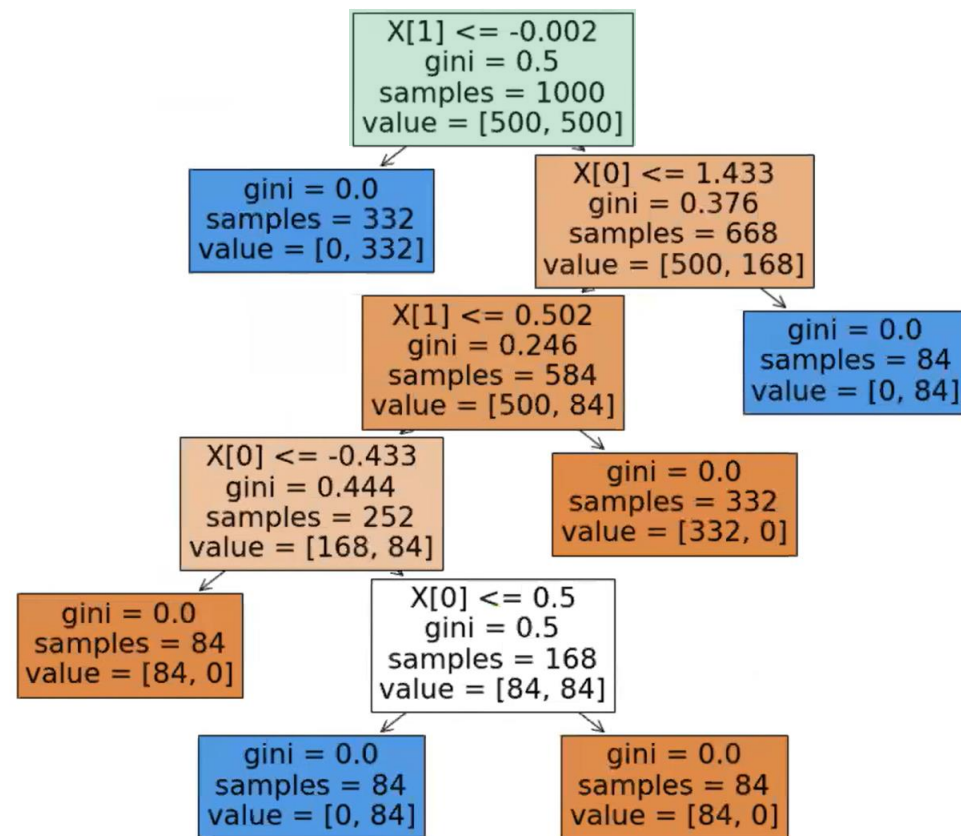 X[1] <= -0.002
gini = 0.5
samples = 1000
value = [500, 500]
gini = 0.0
samples = 332
value = [0, 332]
X[0] <= 1.433
gini = 0.376
samples = 668
value = [500, 168]
X[1] <= 0.502
gini = 0.246
samples = 584
value = [500, 84]
gini = 0.0
samples = 84
value = [0, 84]
X[0] <= -0.433
gini = 0.444
samples = 252
value = [168, 84]
gini = 0.0
samples = 332
value = [332, 0]
gini = 0.0
samples = 84
value = [84, 0]
X[0] <= 0.5
gini = 0.5
samples = 168
value = [84, 84]
gini = 0.0
samples = 84
value = [0, 84]
gini = 0.0
samples = 84
value = [84, 0]